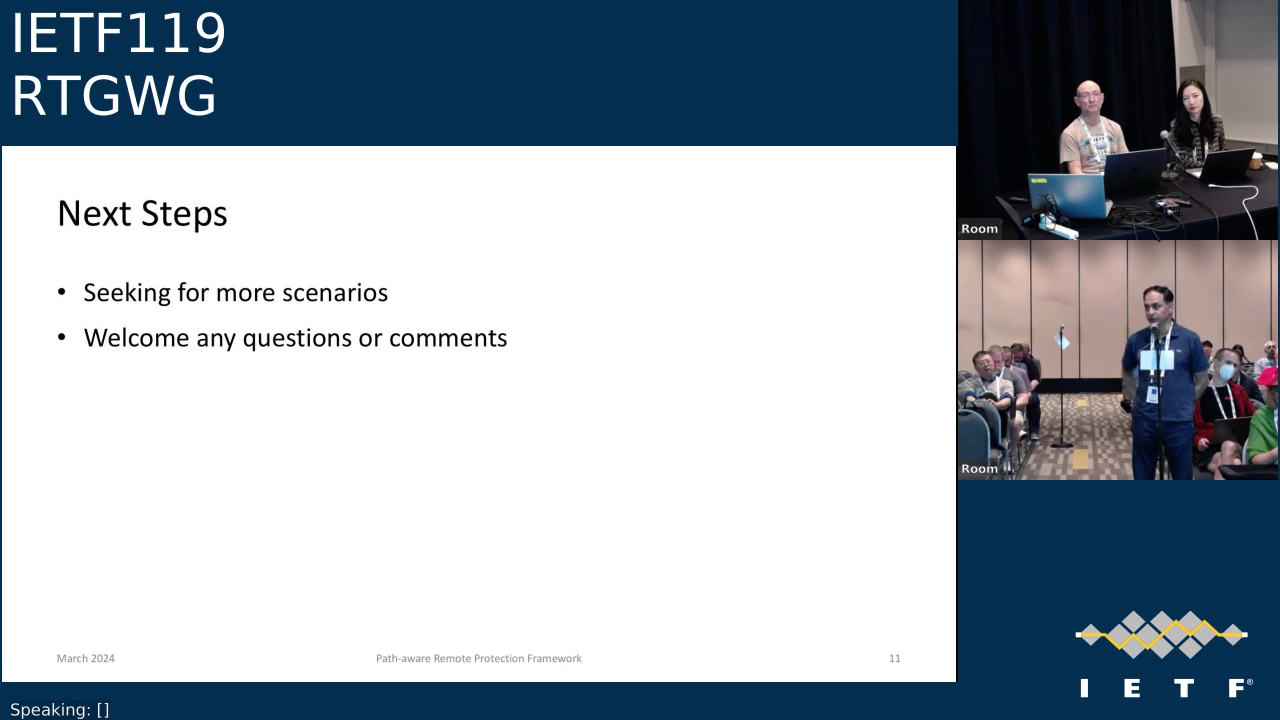 IETF119
RTGWG
Next Steps
• Seeking for more scenarios
• Welcome any questions or comments
March 2024
Path-aware Remote Protection Framework
11
Room
Room
I E T F®
Speaking: []